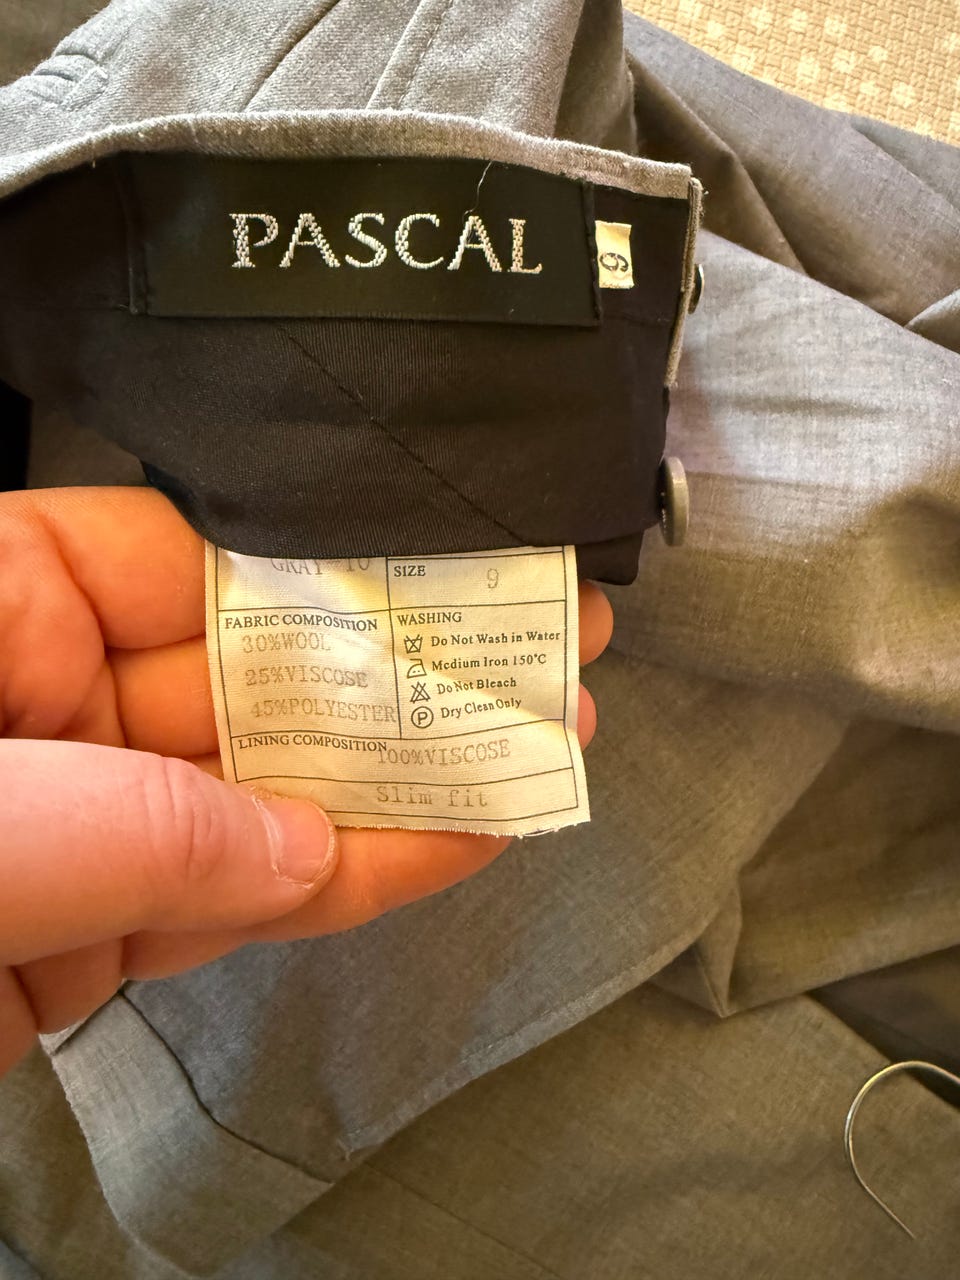 PASCAL
9
GRAY 10
SIZE
9
FABRIC COMPOSITION
30%WOOL
25%VISCOSE
45%POLYESTER
WASHING
Do Not Wash in Water
Medium Iron 150°C
Do Not Bleach
P Dry Clean Only
LINING COMPOSITION
100%VISCOSE
Slim fit